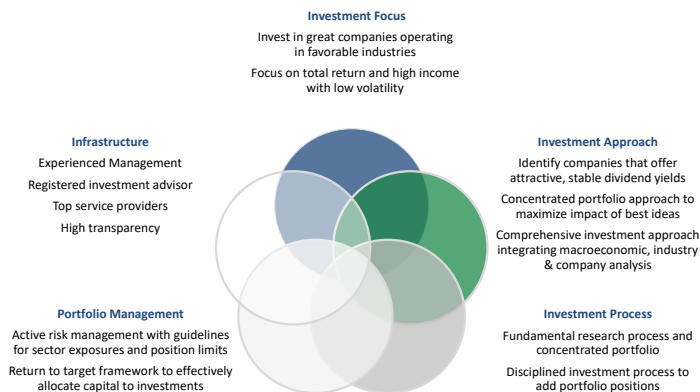 Investment Focus
Invest in great companies operating
in favorable industries
Focus on total return and high income
with low volatility
Infrastructure
Experienced Management
Registered investment advisor
Top service providers
High transparency
Investment Approach
Identify companies that offer
attractive, stable dividend yields
Concentrated portfolio approach to
maximize impact of best ideas
Comprehensive investment approach
integrating macroeconomic, industry
& company analysis
Portfolio Management
Active risk management with guidelines
for sector exposures and position limits
Return to target framework to effectively
allocate capital to investments
Investment Process
Fundamental research process and
concentrated portfolio
Disciplined investment process to
add portfolio positions